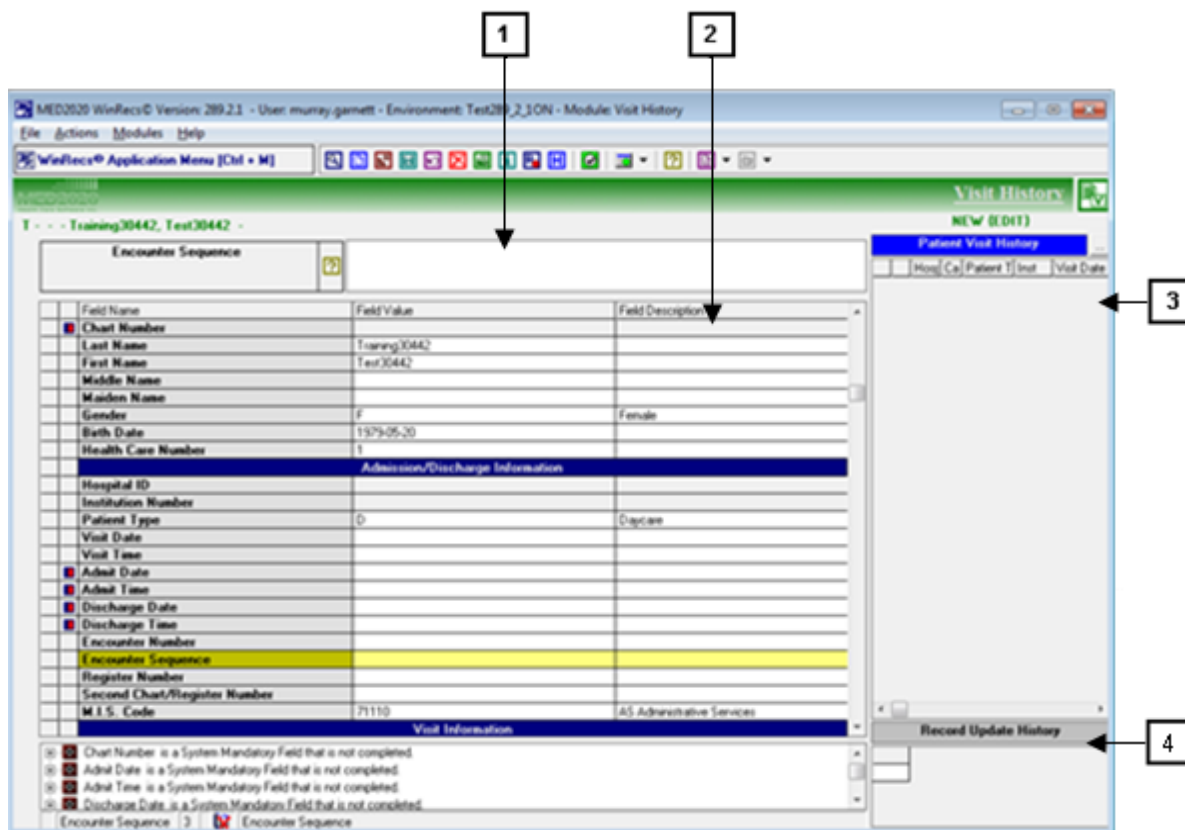 1 2
MED2020 WinRecs© Version: 289.2.1 - User: murray.garnett - Environment: Test289_2_1ON - Module: Visit History
File Actions Modules Help
WinRecs© Application Menu [Ctrl + M]
MED2020 Visit History
T - - - Training30442, Test30442 - NEW (EDIT)
Encounter Sequence Patient Visit History ...
Hosp Ca Patient T Inst Visit Date
3
Field Name Field Value Field Description
Chart Number
Last Name Training30442
First Name Test30442
Middle Name
Maiden Name
Gender F Female
Birth Date 1979-05-20
Health Care Number 1
Admission/Discharge Information
Hospital ID
Institution Number
Patient Type D Daycare
Visit Date
Visit Time
Admit Date
Admit Time
Discharge Date
Discharge Time
Encounter Number
Encounter Sequence
Register Number
Second Chart/Register Number
M.I.S. Code 71110 AS Administrative Services
Visit Information Record Update History
4
Chart Number is a System Mandatory Field that is not completed.
Admit Date is a System Mandatory Field that is not completed.
Admit Time is a System Mandatory Field that is not completed.
Discharge Date is a System Mandatory Field that is not completed.
Encounter Sequence 3 Encounter Sequence